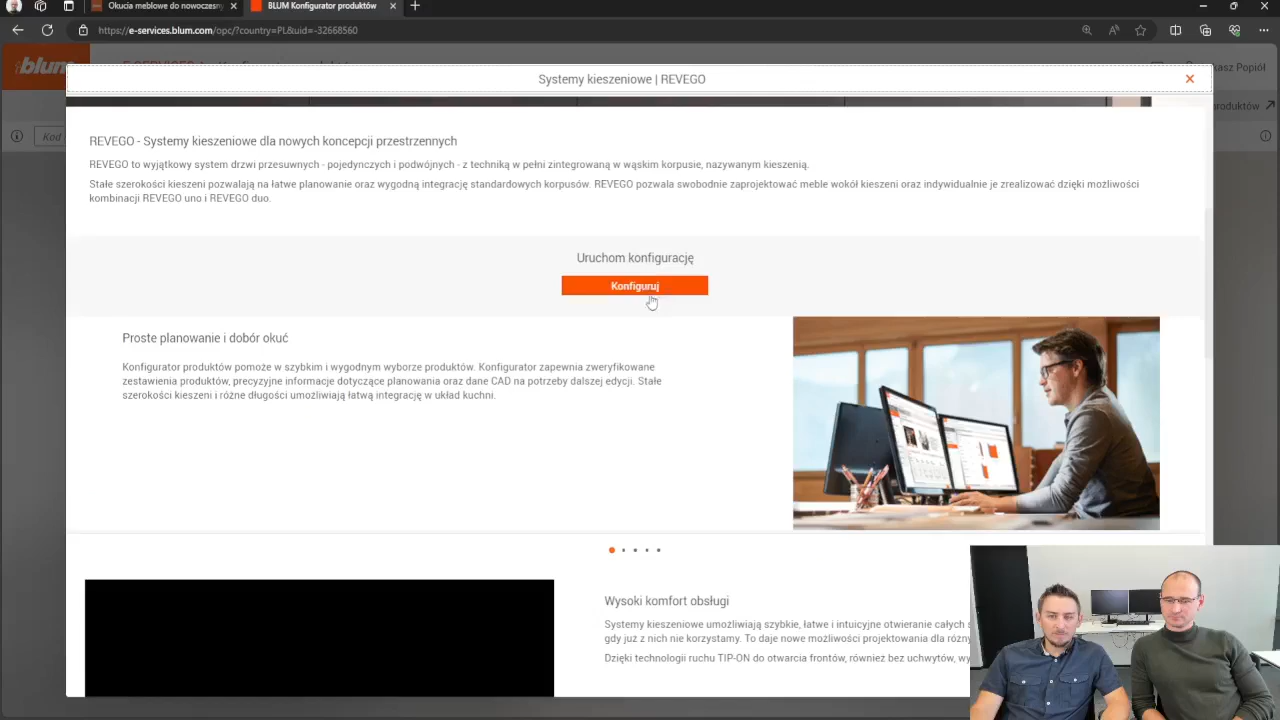 Okucia meblowe do nowoczesn
BLUM Konfigurator produktów
https://e-services.blum.com/opc/?country=PL&uid=-32668560
blum
Systemy kieszeniowe | REVEGO
Kod
REVEGO - Systemy kieszeniowe dla nowych koncepcji przestrzennych
REVEGO to wyjątkowy system drzwi przesuwnych - pojedynczych i podwójnych - z techniką w pełni zintegrowaną w wąskim korpusie, nazywanym kieszenią.
Stałe szerokości kieszeni pozwalają na łatwe planowanie oraz wygodną integrację standardowych korpusów. REVEGO pozwala swobodnie zaprojektować meble wokół kieszeni oraz indywidualnie je zrealizować dzięki możliwości
kombinacji REVEGO uno i REVEGO duo.
Uruchom konfigurację
Konfiguruj
Proste planowanie i dobór okuć
Konfigurator produktów pomoże w szybkim i wygodnym wyborze produktów. Konfigurator zapewnia zweryfikowane
zestawienia produktów, precyzyjne informacje dotyczące planowania oraz dane CAD na potrzeby dalszej edycji. Stałe
szerokości kieszeni i różne długości umożliwiają łatwą integrację w układ kuchni.
Wysoki komfort obsługi
Systemy kieszeniowe umożliwiają szybkie, łatwe i intuicyjne otwieranie całych s
gdy już z nich nie korzystamy. To daje nowe możliwości projektowania dla różny
Dzięki technologii ruchu TIP-ON do otwarcia frontów, również bez uchwytów, wy